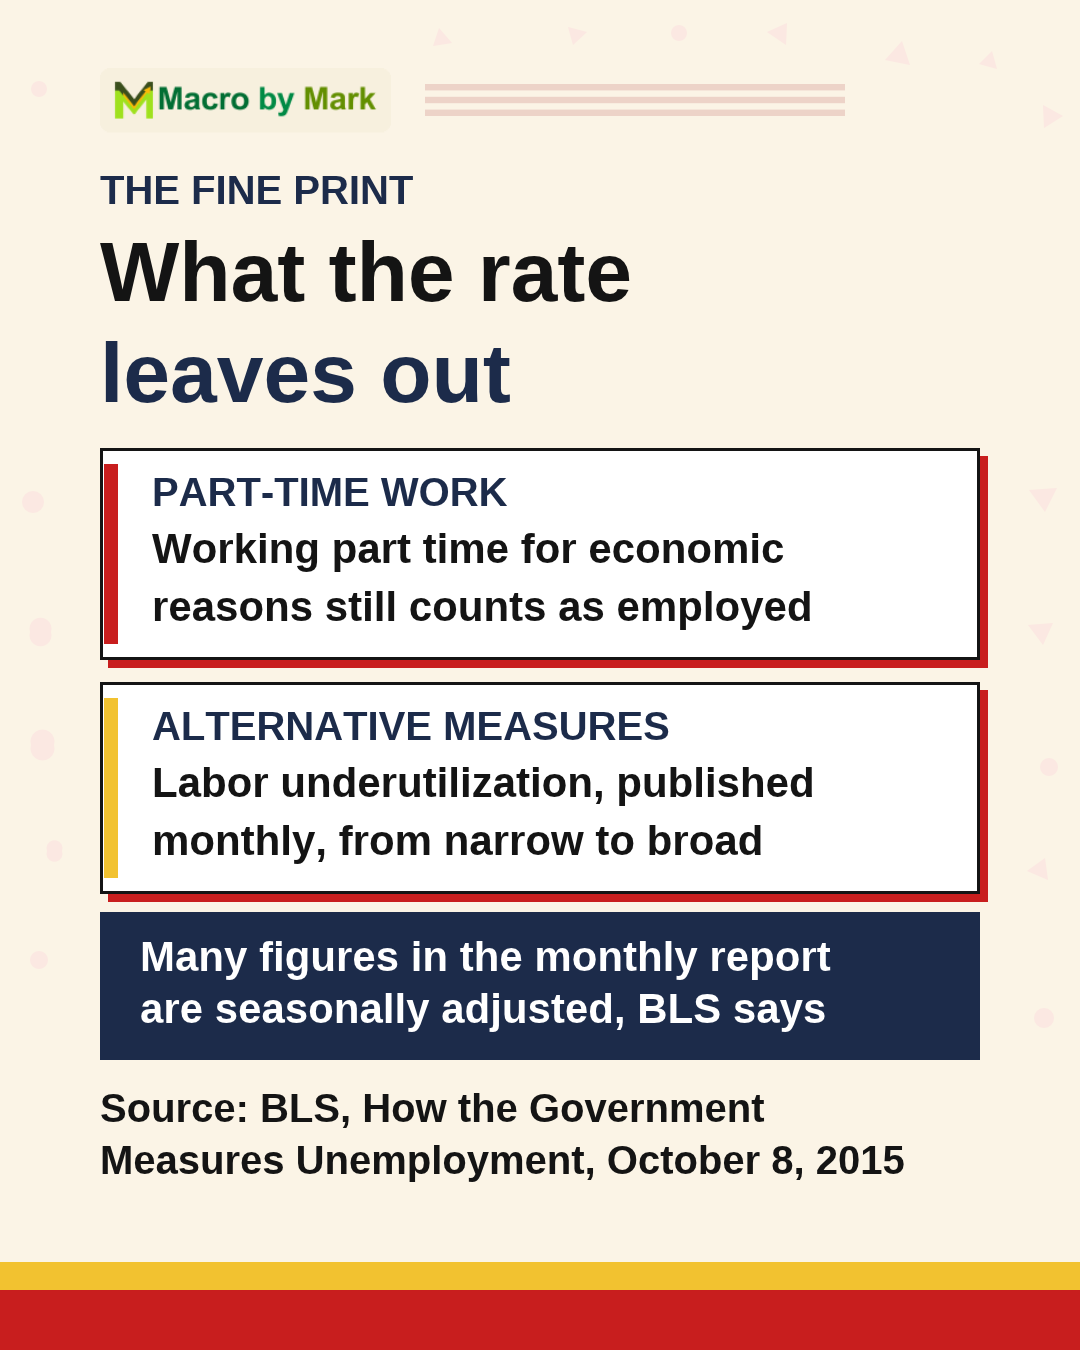 Macro by Mark
THE FINE PRINT
What the rate
leaves out
PART-TIME WORK
Working part time for economic
reasons still counts as employed
ALTERNATIVE MEASURES
Labor underutilization, published
monthly, from narrow to broad
Many figures in the monthly report
are seasonally adjusted, BLS says
Source: BLS, How the Government
Measures Unemployment, October 8, 2015